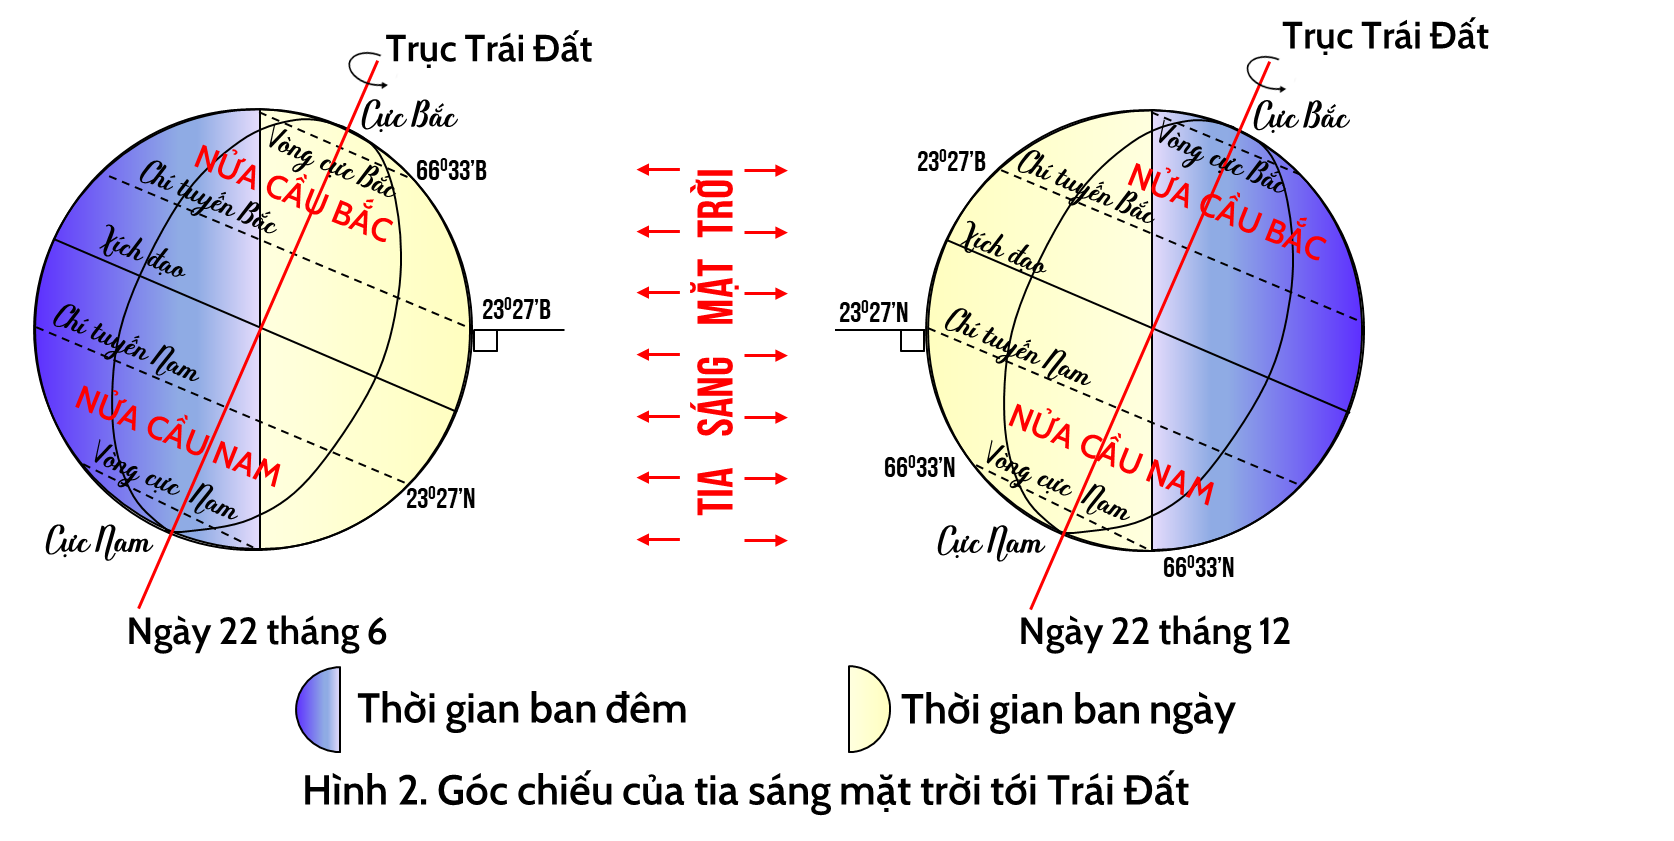 Trục Trái Đất
Cực Bắc
Vòng cực Bắc
66⁰33'B
NỬA CẦU BẮC
Chí tuyến Bắc
Xích đạo
23⁰27'B
Chí tuyến Nam
NỬA CẦU NAM
Vòng cực Nam
23⁰27'N
Cực Nam
Ngày 22 tháng 6
TIA SÁNG MẶT TRỜI
Trục Trái Đất
Cực Bắc
Vòng cực Bắc
23⁰27'B
Chí tuyến Bắc
NỬA CẦU BẮC
Xích đạo
23⁰27'N
Chí tuyến Nam
NỬA CẦU NAM
66⁰33'N
Vòng cực Nam
Cực Nam
66⁰33'N
Ngày 22 tháng 12
Thời gian ban đêm
Thời gian ban ngày
Hình 2. Góc chiếu của tia sáng mặt trời tới Trái Đất